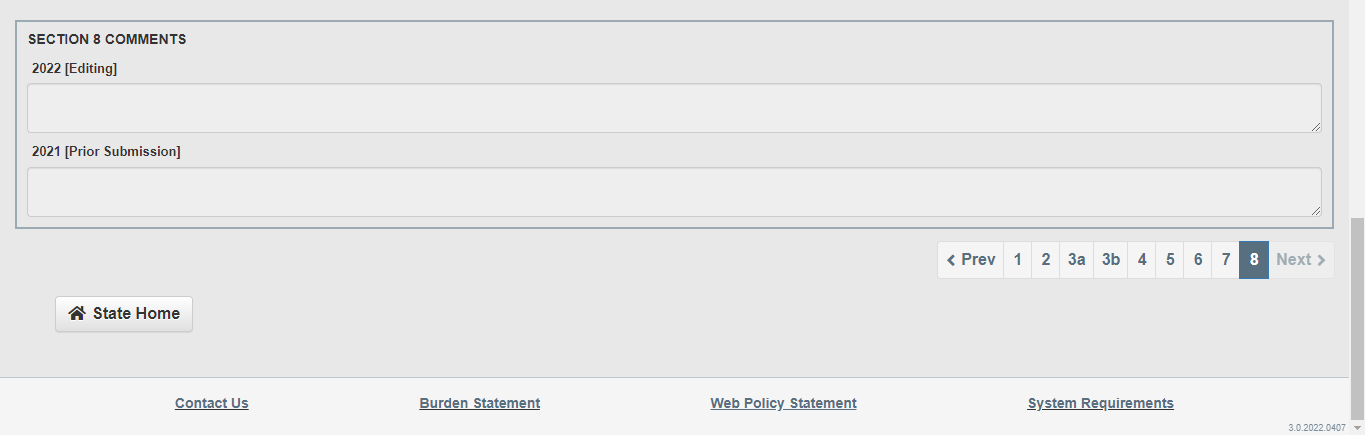 SECTION 8 COMMENTS
2022 [Editing]
2021 [Prior Submission]
Prev 1 2 3a 3b 4 5 6 7 8 Next
State Home
Contact Us Burden Statement Web Policy Statement System Requirements
3.0.2022.0407